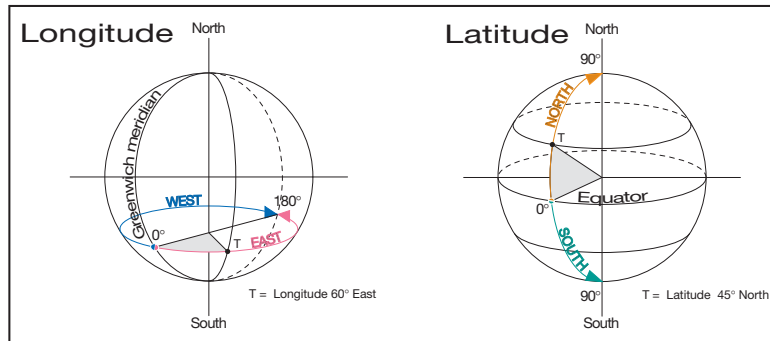 Longitude
North
Greenwich meridian
WEST
180°
0°
EAST
T
T = Longitude 60° East
South
Latitude
North
90°
NORTH
T
Equator
0°
SOUTH
90°
T = Latitude 45° North
South